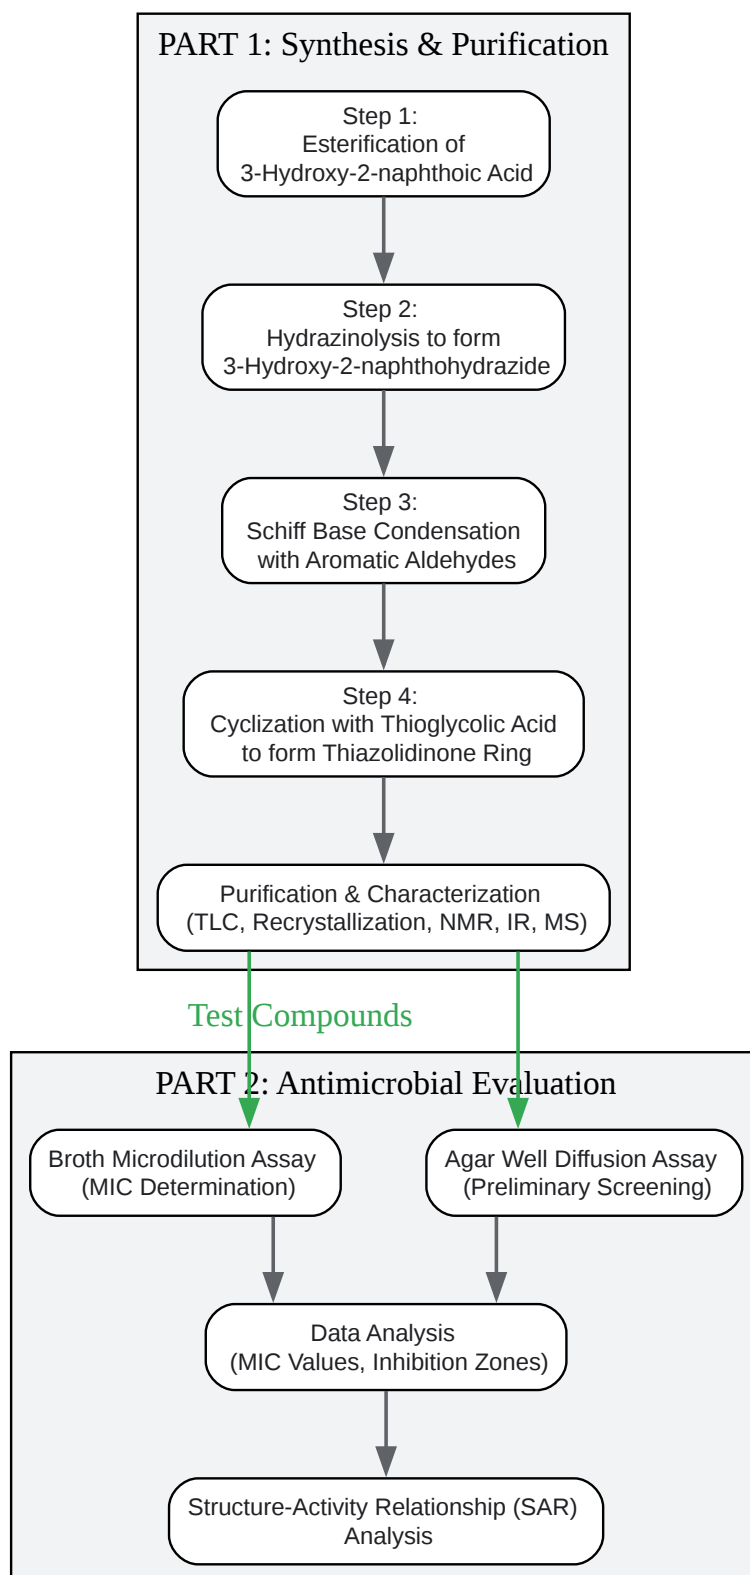 PART 1: Synthesis & Purification
Step 1:
Esterification of
3-Hydroxy-2-naphthoic Acid
Step 2:
Hydrazinolysis to form
3-Hydroxy-2-naphthohydrazide
Step 3:
Schiff Base Condensation
with Aromatic Aldehydes
Step 4:
Cyclization with Thioglycolic Acid
to form Thiazolidinone Ring
Purification & Characterization
(TLC, Recrystallization, NMR, IR, MS)
Test Compounds
PART 2: Antimicrobial Evaluation
Broth Microdilution Assay
(MIC Determination)
Agar Well Diffusion Assay
(Preliminary Screening)
Data Analysis
(MIC Values, Inhibition Zones)
Structure-Activity Relationship (SAR)
Analysis